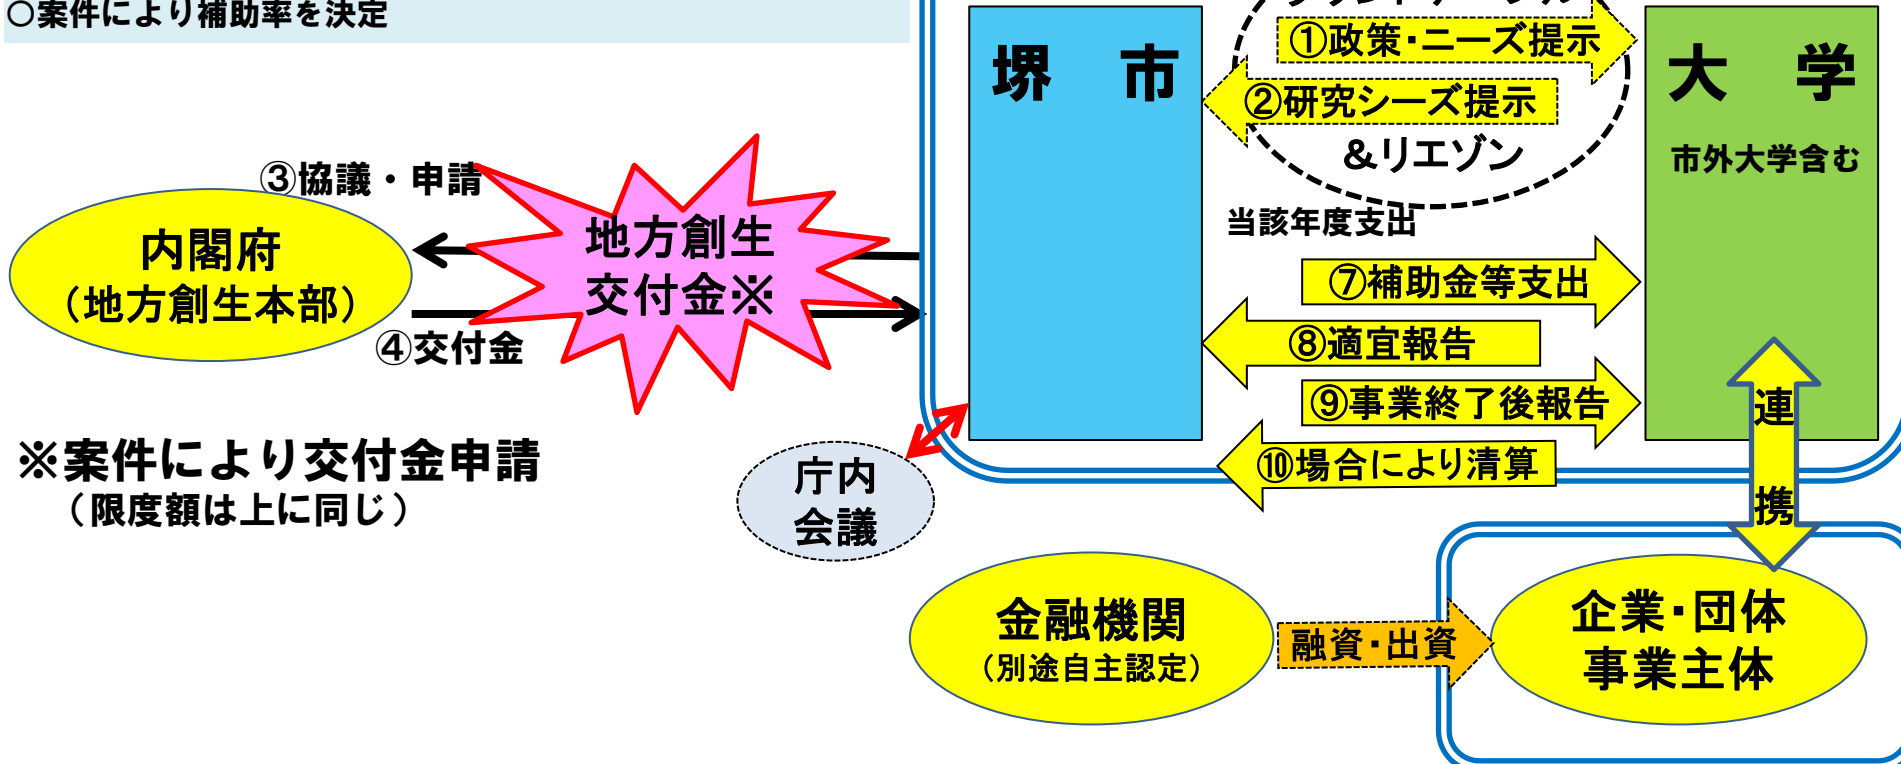 ○案件により補助率を決定
堺　市
①政策・ニーズ提示
②研究シーズ提示
&リエゾン
大　学
市外大学含む
③協議・申請
内閣府
（地方創生本部）
地方創生
交付金※
④交付金
当該年度支出
⑦補助金等支出
⑧適宜報告
⑨事業終了後報告
⑩場合により清算
連
携
※案件により交付金申請
（限度額は上に同じ）
庁内
会議
金融機関
（別途自主認定）
融資・出資
企業・団体
事業主体